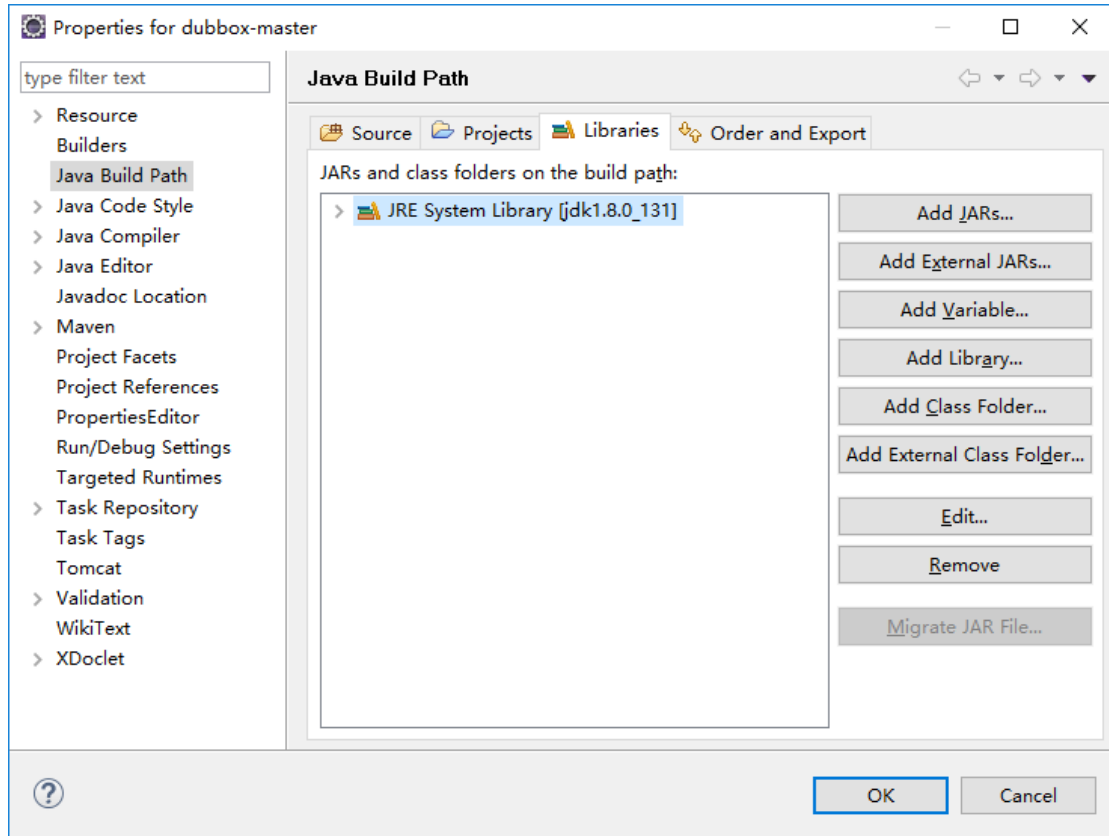 Properties for dubbox-master
type filter text
Resource
Builders
Java Build Path
Java Code Style
Java Compiler
Java Editor
Javadoc Location
Maven
Project Facets
Project References
PropertiesEditor
Run/Debug Settings
Targeted Runtimes
Task Repository
Task Tags
Tomcat
Validation
WikiText
XDoclet
Java Build Path
Source Projects Libraries Order and Export
JARs and class folders on the build path:
JRE System Library [jdk1.8.0_131]
Add JARs...
Add External JARs...
Add Variable...
Add Library...
Add Class Folder...
Add External Class Folder...
Edit...
Remove
Migrate JAR File...
OK Cancel